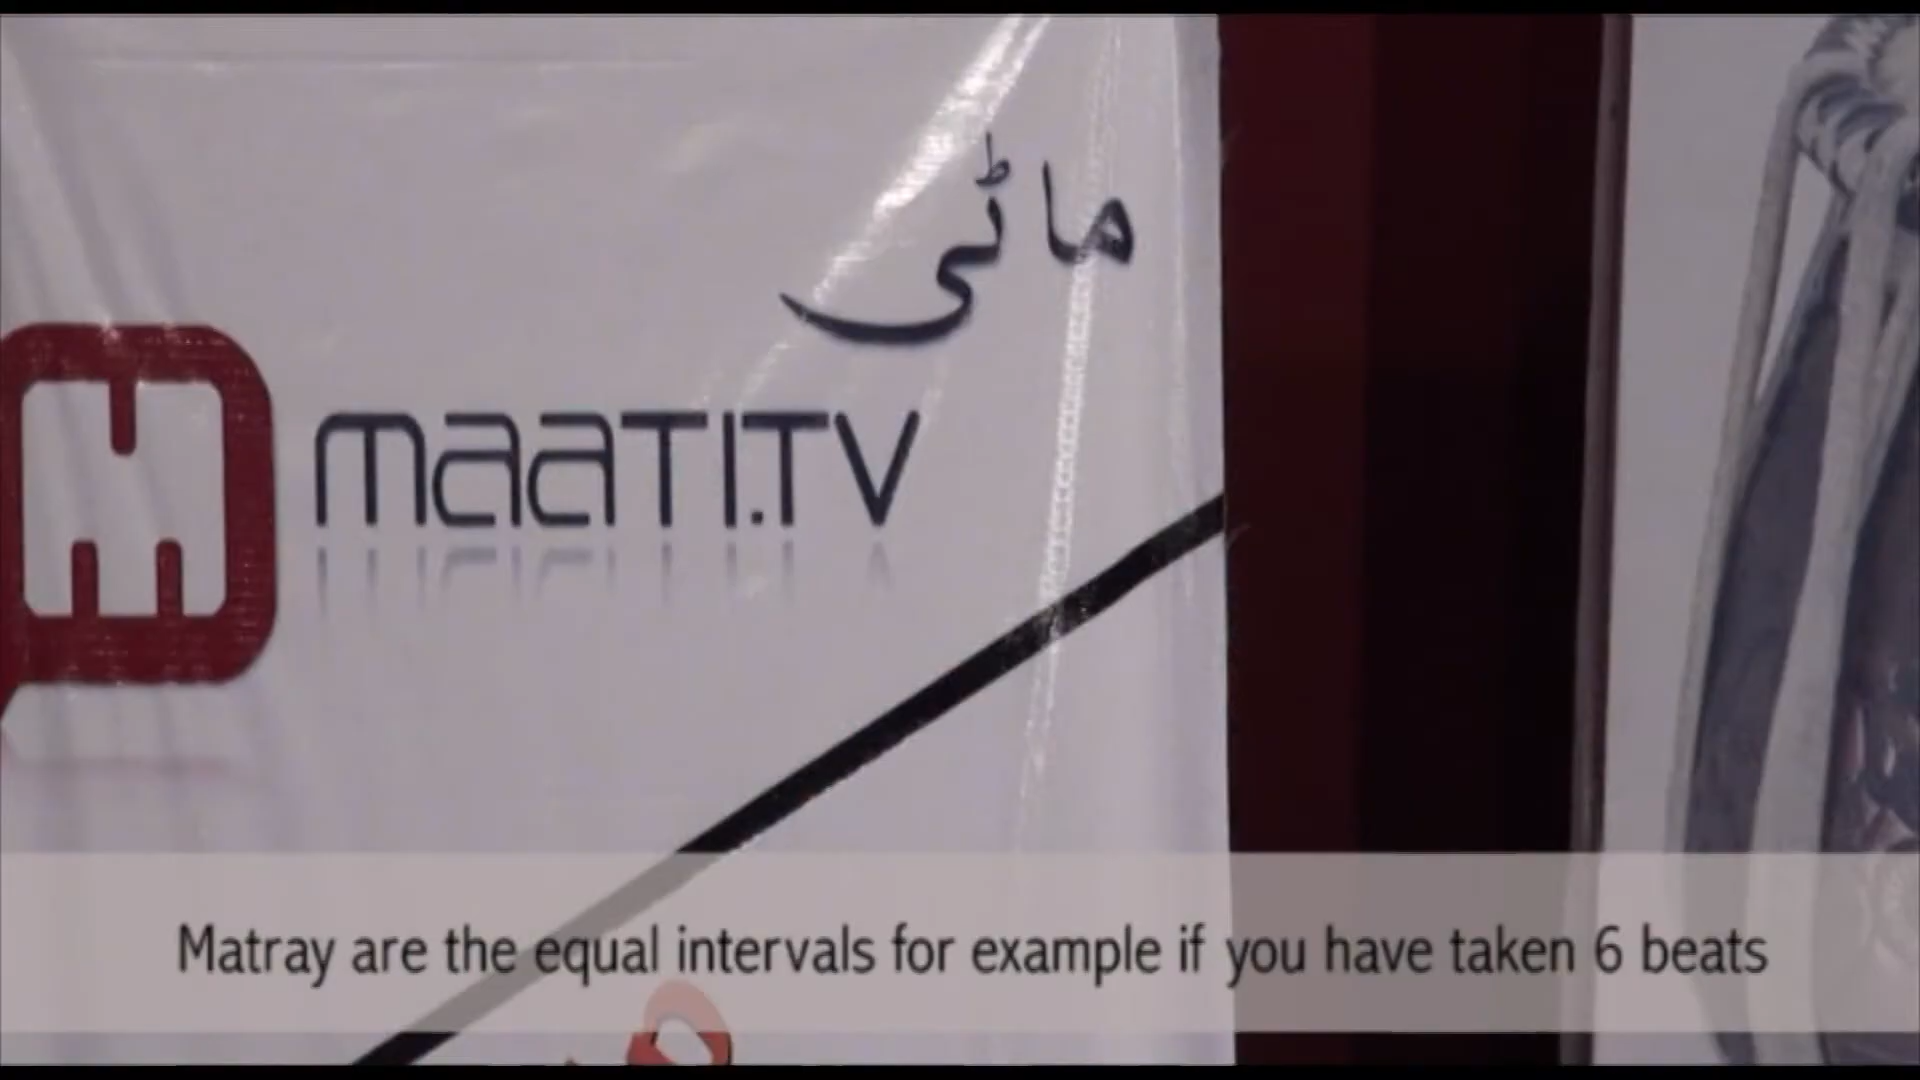 ماٹی
MAATI.TV
Matray are the equal intervals for example if you have taken 6 beats